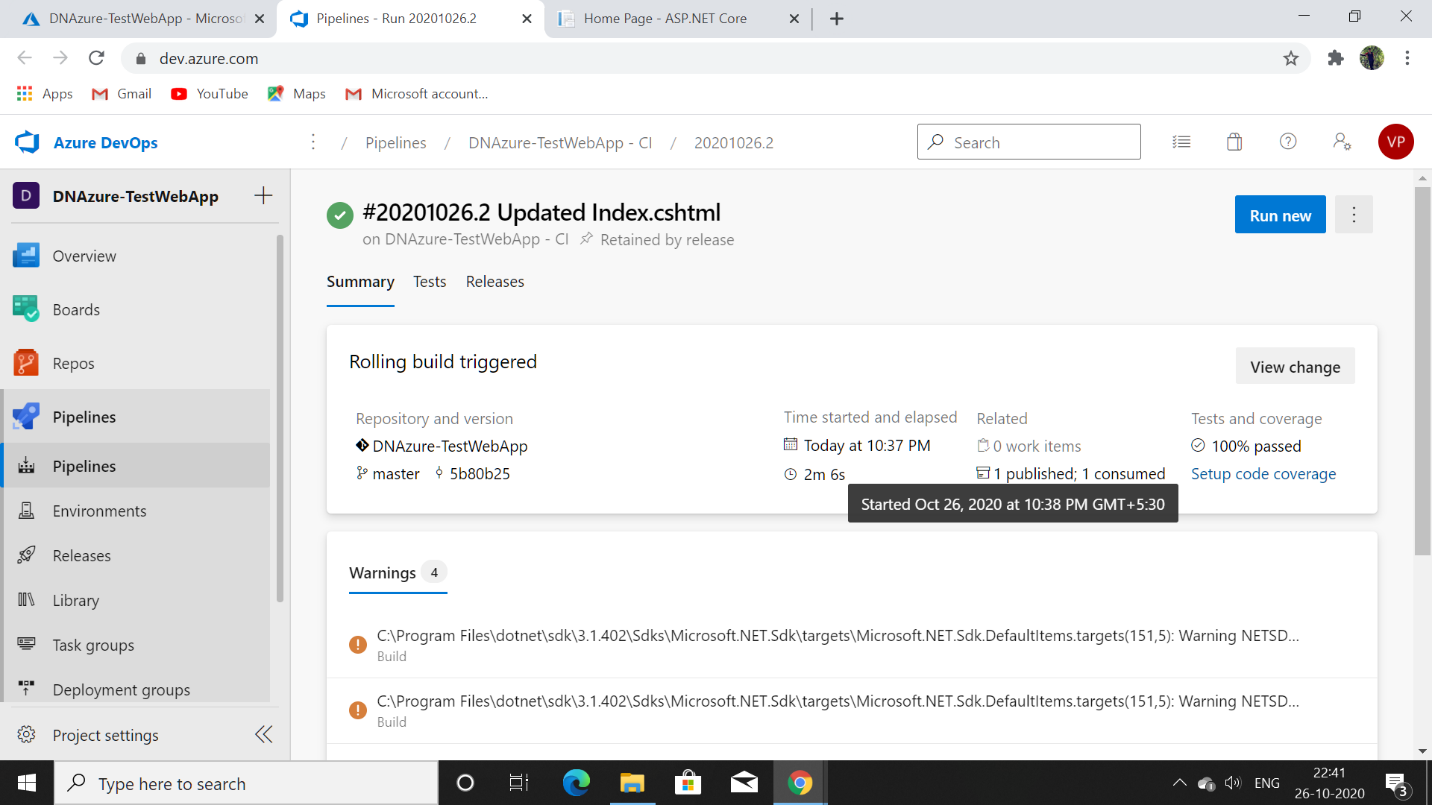 DNAzure-TestWebApp - Microso
Pipelines - Run 20201026.2
Home Page - ASP.NET Core
dev.azure.com
Apps
Gmail
YouTube
Maps
Microsoft account...
Azure DevOps
/ Pipelines / DNAzure-TestWebApp - CI / 20201026.2
Search
VP
D DNAzure-TestWebApp
Overview
Boards
Repos
Pipelines
Pipelines
Environments
Releases
Library
Task groups
Deployment groups
Project settings
#20201026.2 Updated Index.cshtml
on DNAzure-TestWebApp - CI Retained by release
Run new
Summary Tests Releases
Rolling build triggered
View change
Repository and version
DNAzure-TestWebApp
master 5b80b25
Time started and elapsed
Today at 10:37 PM
2m 6s
Related
0 work items
1 published; 1 consumed
Tests and coverage
100% passed
Setup code coverage
Started Oct 26, 2020 at 10:38 PM GMT+5:30
Warnings 4
C:\Program Files\dotnet\sdk\3.1.402\Sdks\Microsoft.NET.Sdk\targets\Microsoft.NET.Sdk.DefaultItems.targets(151,5): Warning NETSD...
Build
C:\Program Files\dotnet\sdk\3.1.402\Sdks\Microsoft.NET.Sdk\targets\Microsoft.NET.Sdk.DefaultItems.targets(151,5): Warning NETSD...
Build
Type here to search
ENG
22:41
26-10-2020
3